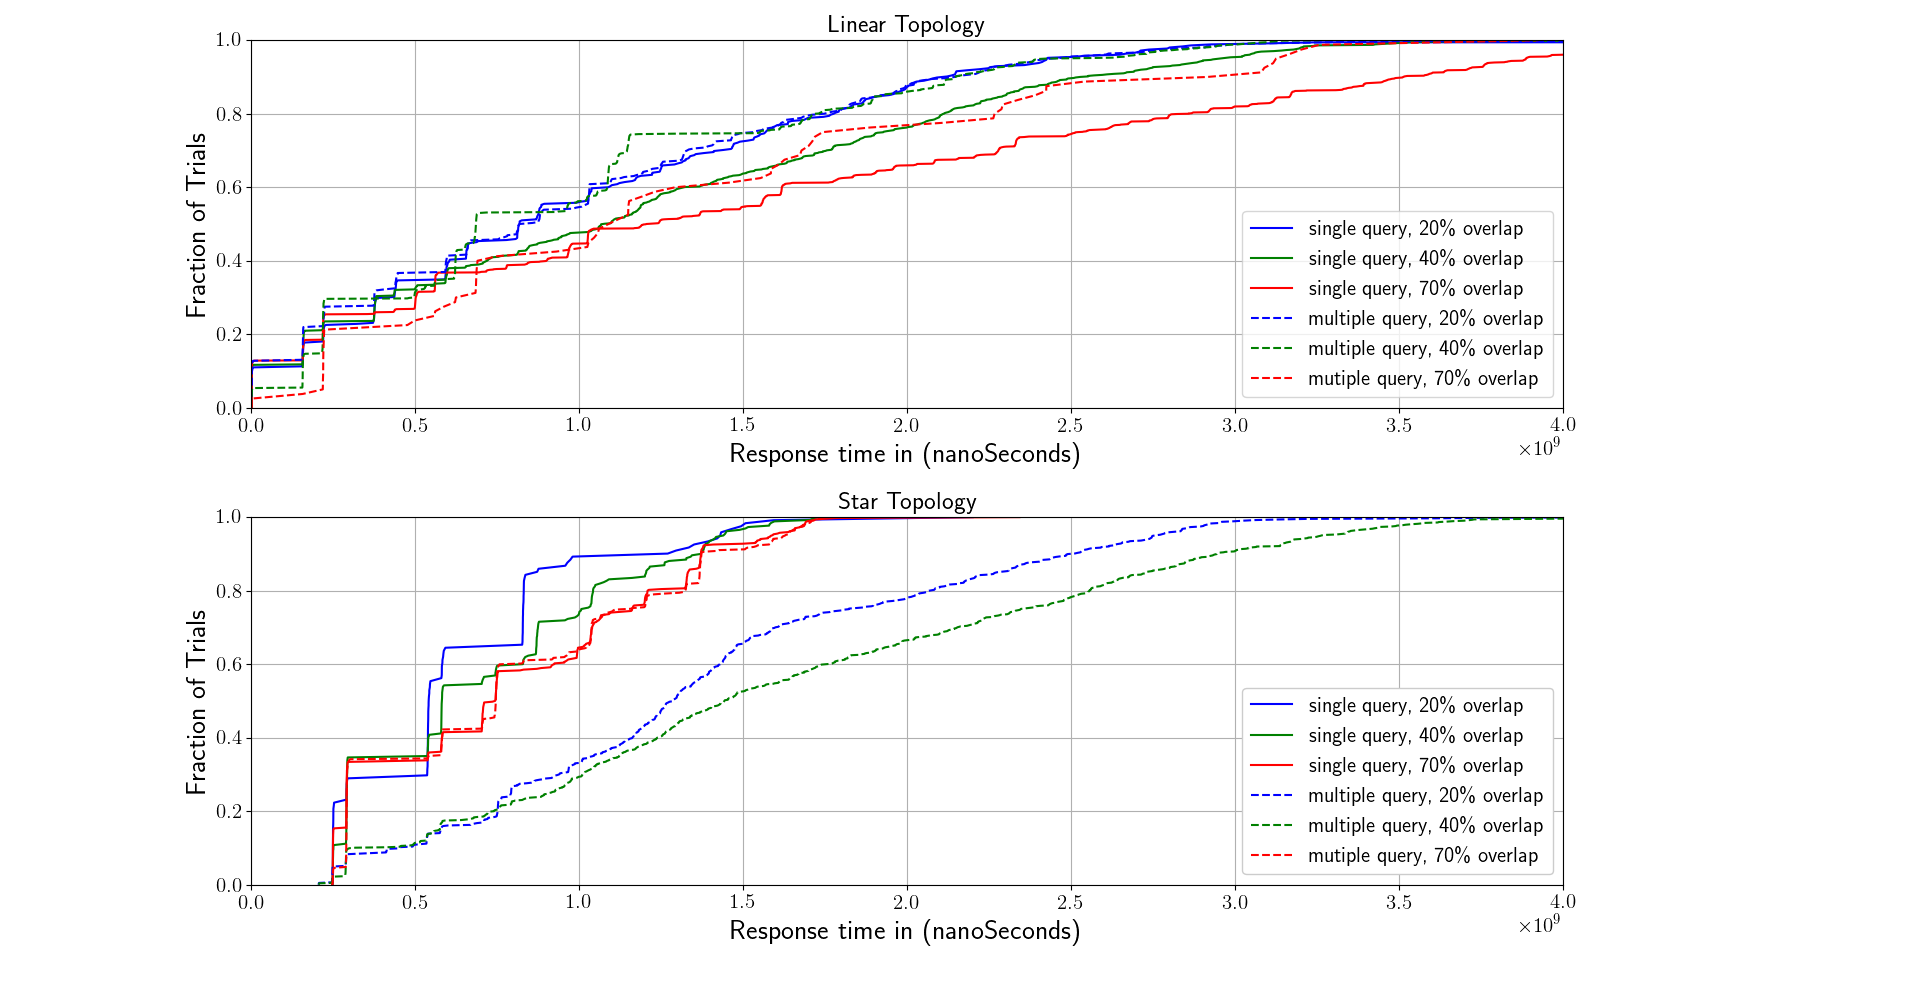 Linear Topology
1.0
0.8
0.6
0.4
0.2
0.0
Fraction of Trials
0.0 0.5 1.0 1.5 2.0 2.5 3.0 3.5 4.0
×10⁹
Response time in (nanoSeconds)
single query, 20% overlap
single query, 40% overlap
single query, 70% overlap
multiple query, 20% overlap
multiple query, 40% overlap
mutiple query, 70% overlap
Star Topology
1.0
0.8
0.6
0.4
0.2
0.0
Fraction of Trials
0.0 0.5 1.0 1.5 2.0 2.5 3.0 3.5 4.0
×10⁹
Response time in (nanoSeconds)
single query, 20% overlap
single query, 40% overlap
single query, 70% overlap
multiple query, 20% overlap
multiple query, 40% overlap
mutiple query, 70% overlap